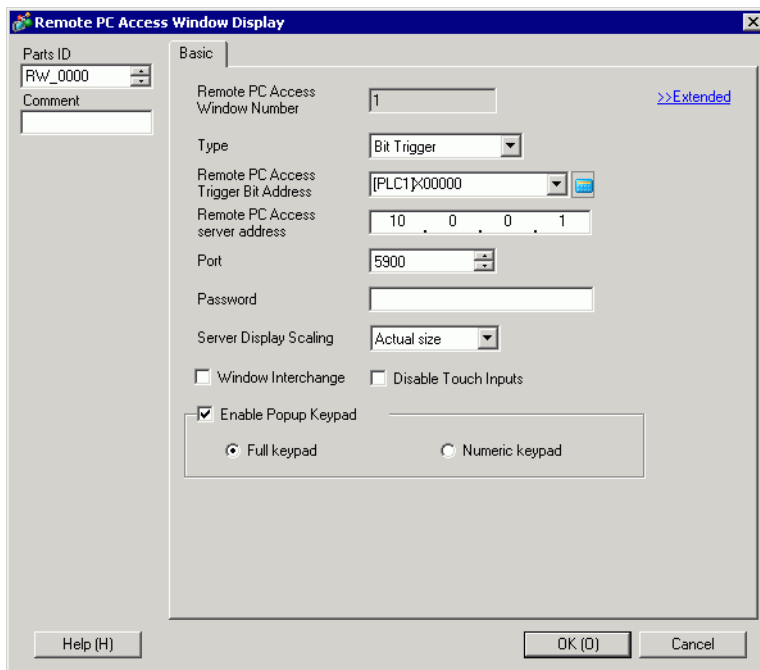 Remote PC Access Window Display
Parts ID
RW_0000
Comment
Basic
Remote PC Access
Window Number
1
>>Extended
Type
Bit Trigger
Remote PC Access
Trigger Bit Address
[PLC1]X00000
Remote PC Access
server address
10 . 0 . 0 . 1
Port
5900
Password
Server Display Scaling
Actual size
Window Interchange
Disable Touch Inputs
Enable Popup Keypad
Full keypad
Numeric keypad
Help (H)
OK (O)
Cancel